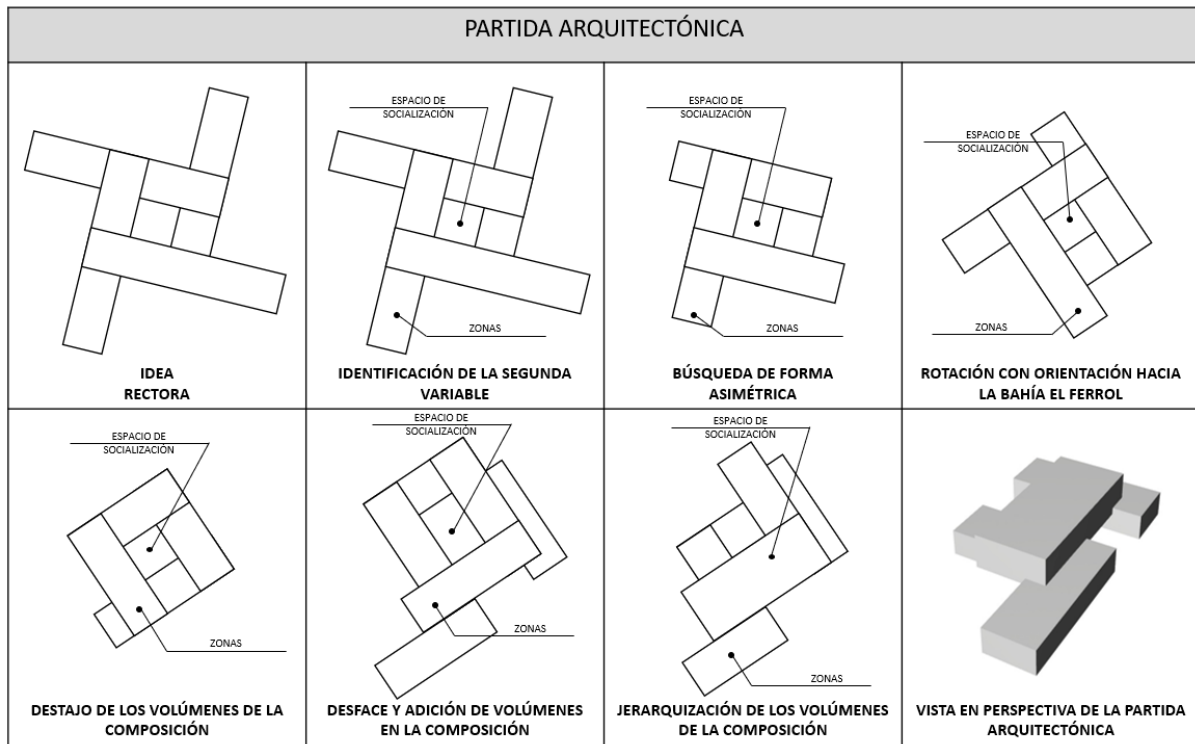 PARTIDA ARQUITECTÓNICA
IDEA
RECTORA
ESPACIO DE
SOCIALIZACIÓN
ZONAS
IDENTIFICACIÓN DE LA SEGUNDA
VARIABLE
ESPACIO DE
SOCIALIZACIÓN
ZONAS
BÚSQUEDA DE FORMA
ASIMÉTRICA
ESPACIO DE
SOCIALIZACIÓN
ZONAS
ROTACIÓN CON ORIENTACIÓN HACIA
LA BAHÍA EL FERROL
ESPACIO DE
SOCIALIZACIÓN
ZONAS
DESTAJO DE LOS VOLÚMENES DE LA
COMPOSICIÓN
ESPACIO DE
SOCIALIZACIÓN
ZONAS
DESFACE Y ADICIÓN DE VOLÚMENES
EN LA COMPOSICIÓN
ESPACIO DE
SOCIALIZACIÓN
ZONAS
JERARQUIZACIÓN DE LOS VOLÚMENES
DE LA COMPOSICIÓN
VISTA EN PERSPECTIVA DE LA PARTIDA
ARQUITECTÓNICA